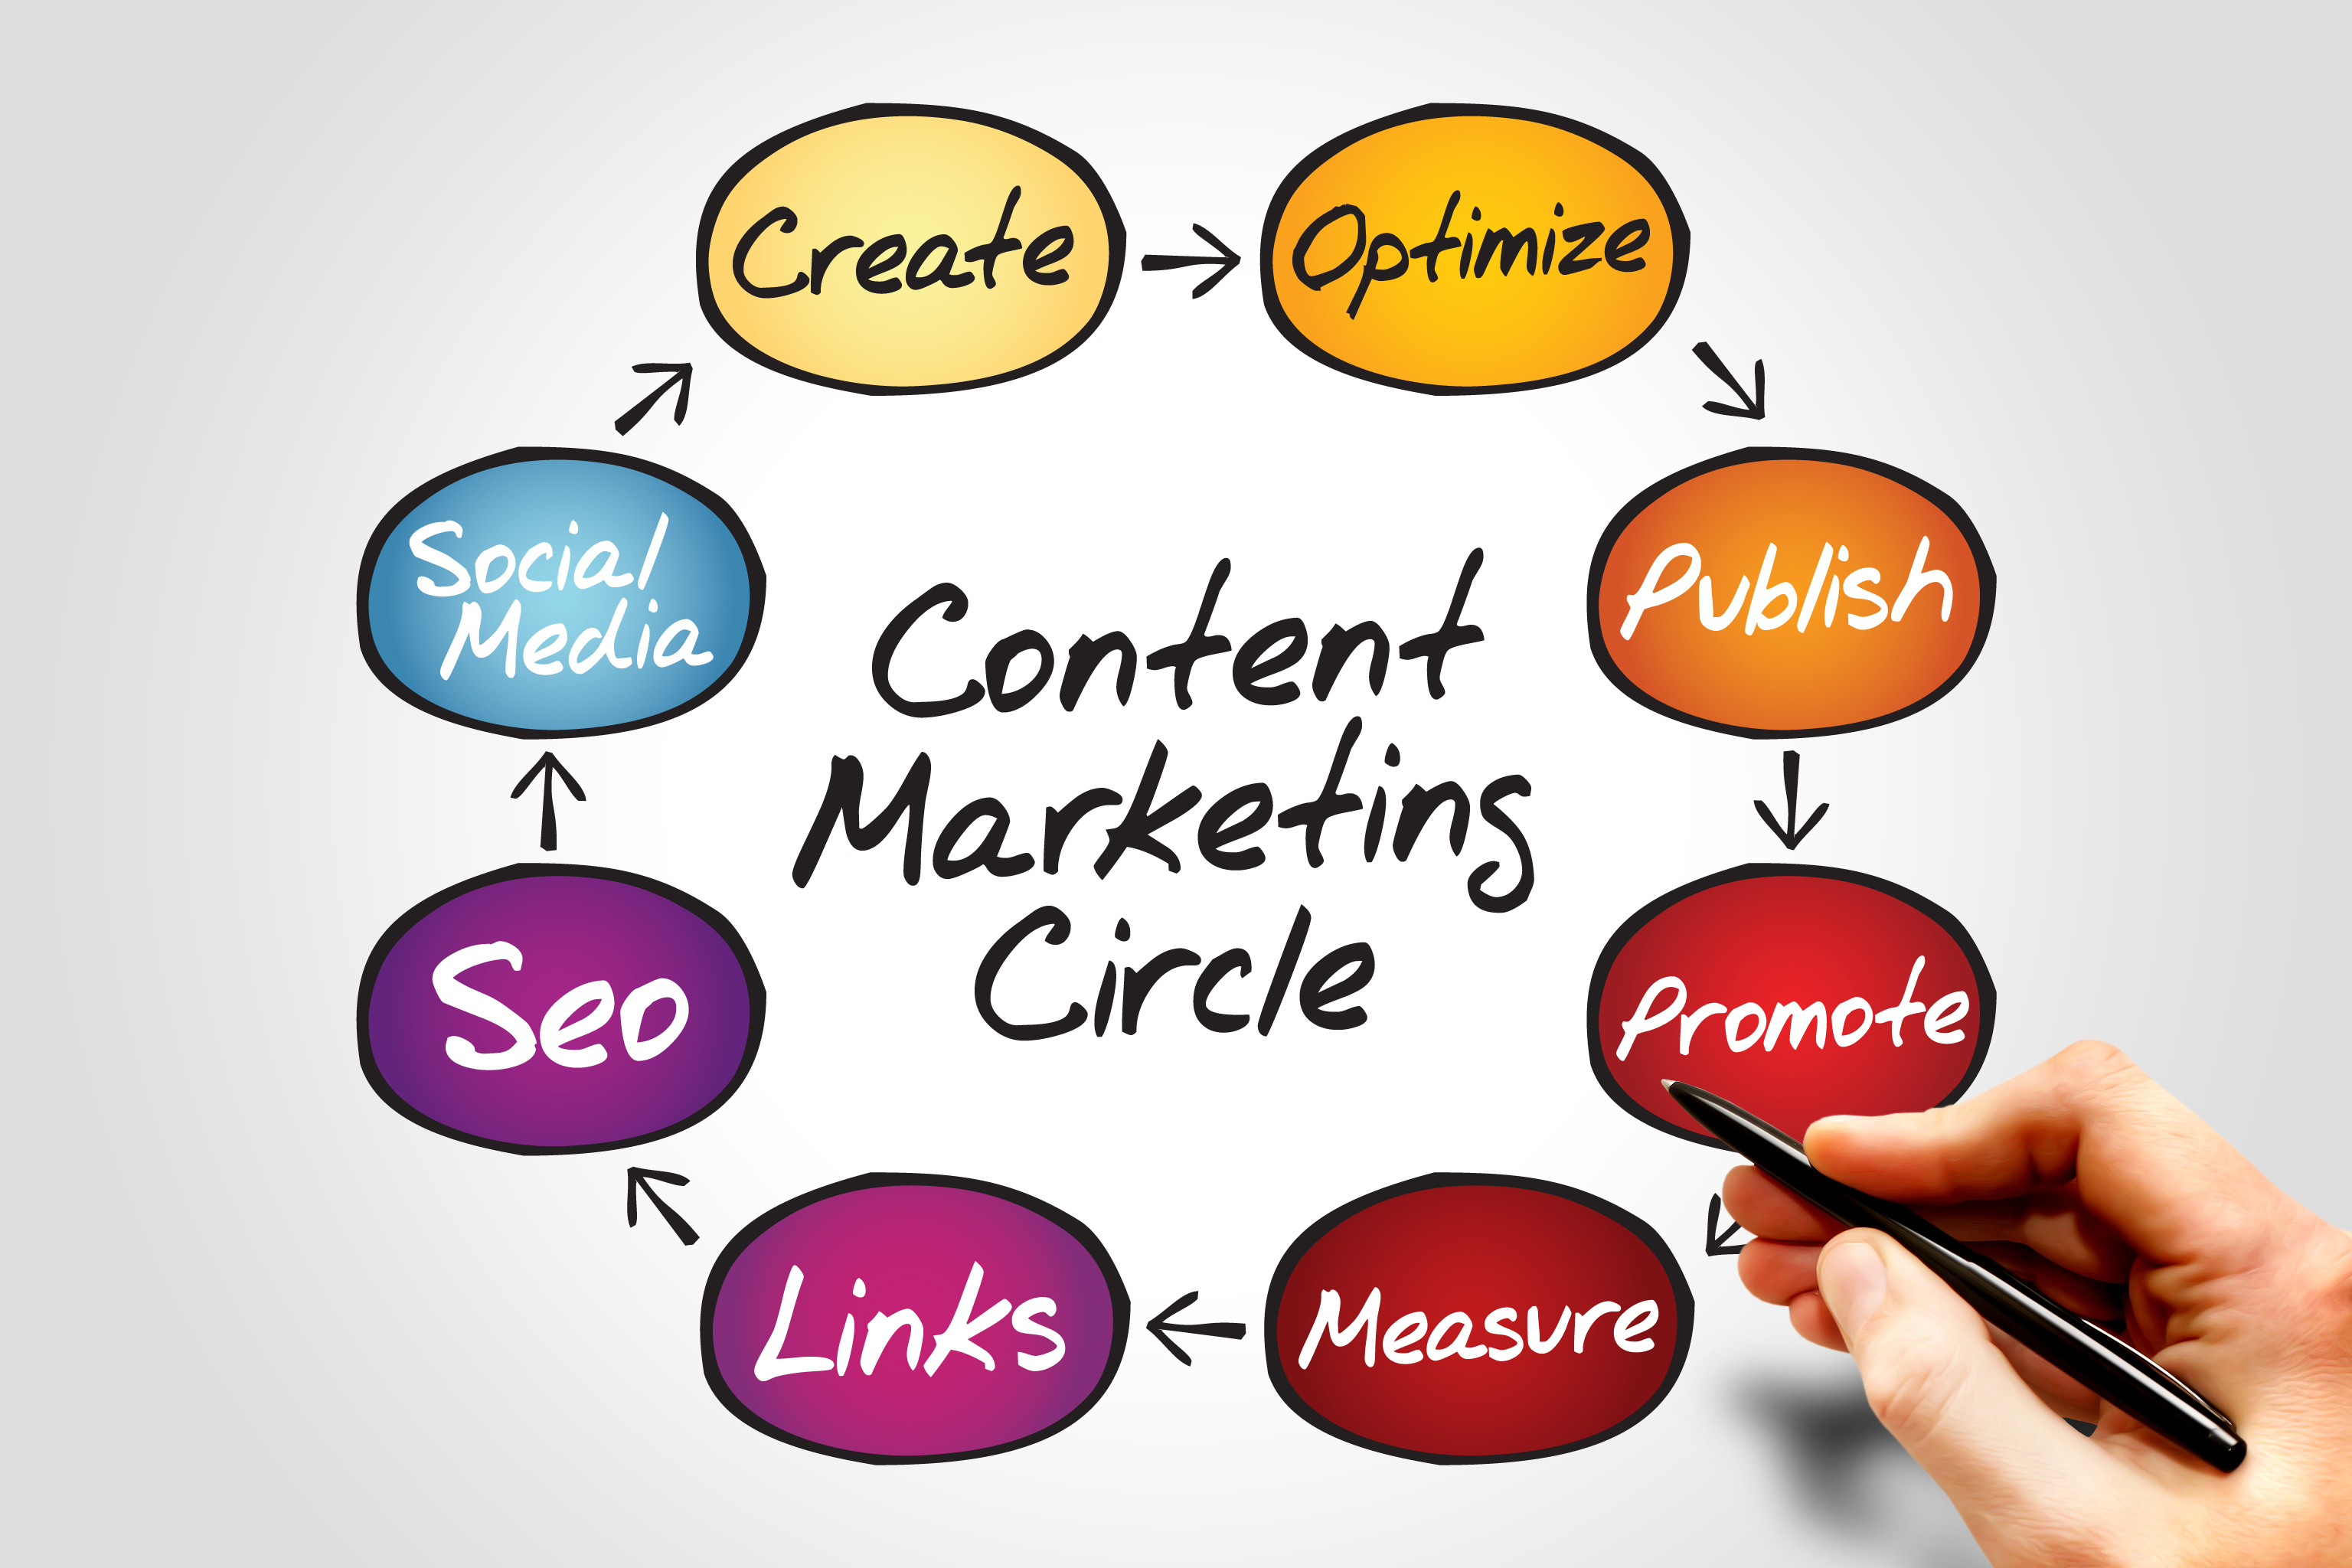 Create
Optimize
Publish
Promote
Measure
Links
Seo
Social
Media
Content
Marketing
Circle